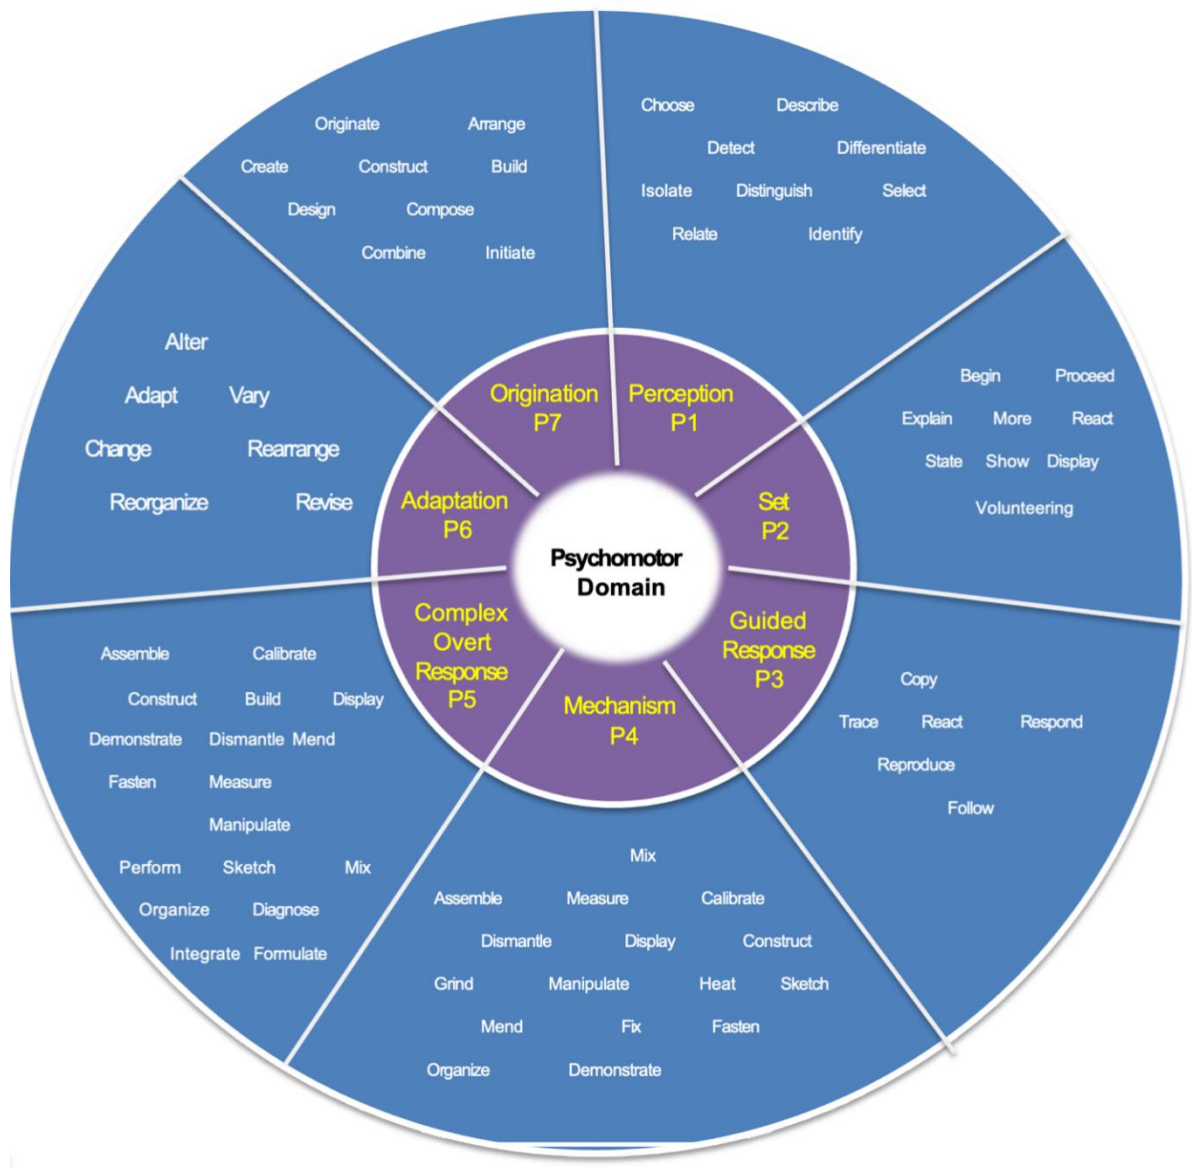 Psychomotor
Domain
Perception
P1
Choose Describe
Detect Differentiate
Isolate Distinguish Select
Relate Identify
Set
P2
Begin Proceed
Explain More React
State Show Display
Volunteering
Guided
Response
P3
Copy
Trace React Respond
Reproduce
Follow
Mechanism
P4
Mix
Assemble Measure Calibrate
Dismantle Display Construct
Grind Manipulate Heat Sketch
Mend Fix Fasten
Organize Demonstrate
Complex
Overt
Response
P5
Assemble Calibrate
Construct Build Display
Demonstrate Dismantle Mend
Fasten Measure
Manipulate
Perform Sketch Mix
Organize Diagnose
Integrate Formulate
Adaptation
P6
Alter
Adapt Vary
Change Rearrange
Reorganize Revise
Origination
P7
Originate Arrange
Create Construct Build
Design Compose
Combine Initiate